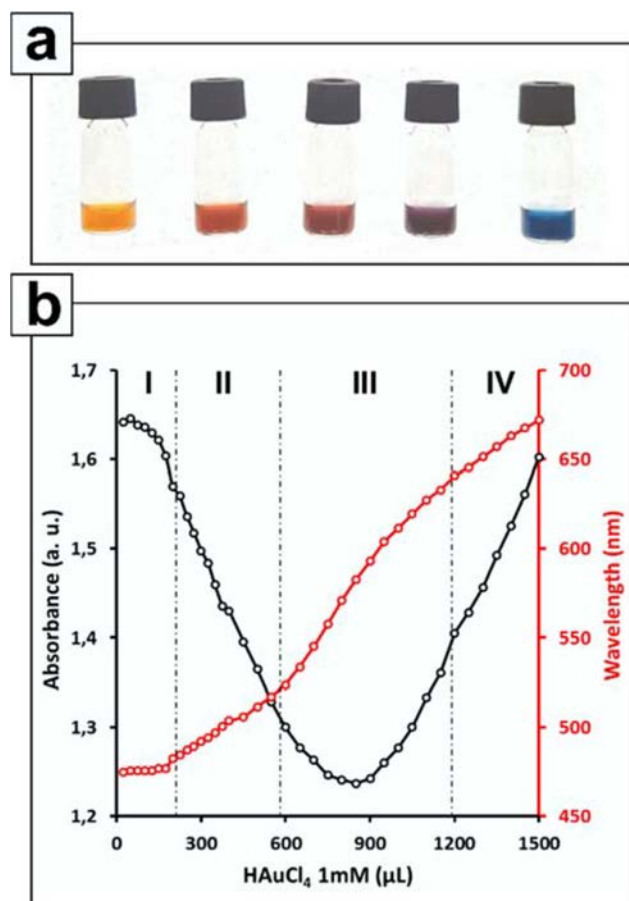 a
b
1,7
1,6
1,5
1,4
1,3
1,2
Absorbance (a. u.)
I II III IV
700
650
600
550
500
450
Wavelength (nm)
0 300 600 900 1200 1500
HAuCl₄ 1mM (µL)